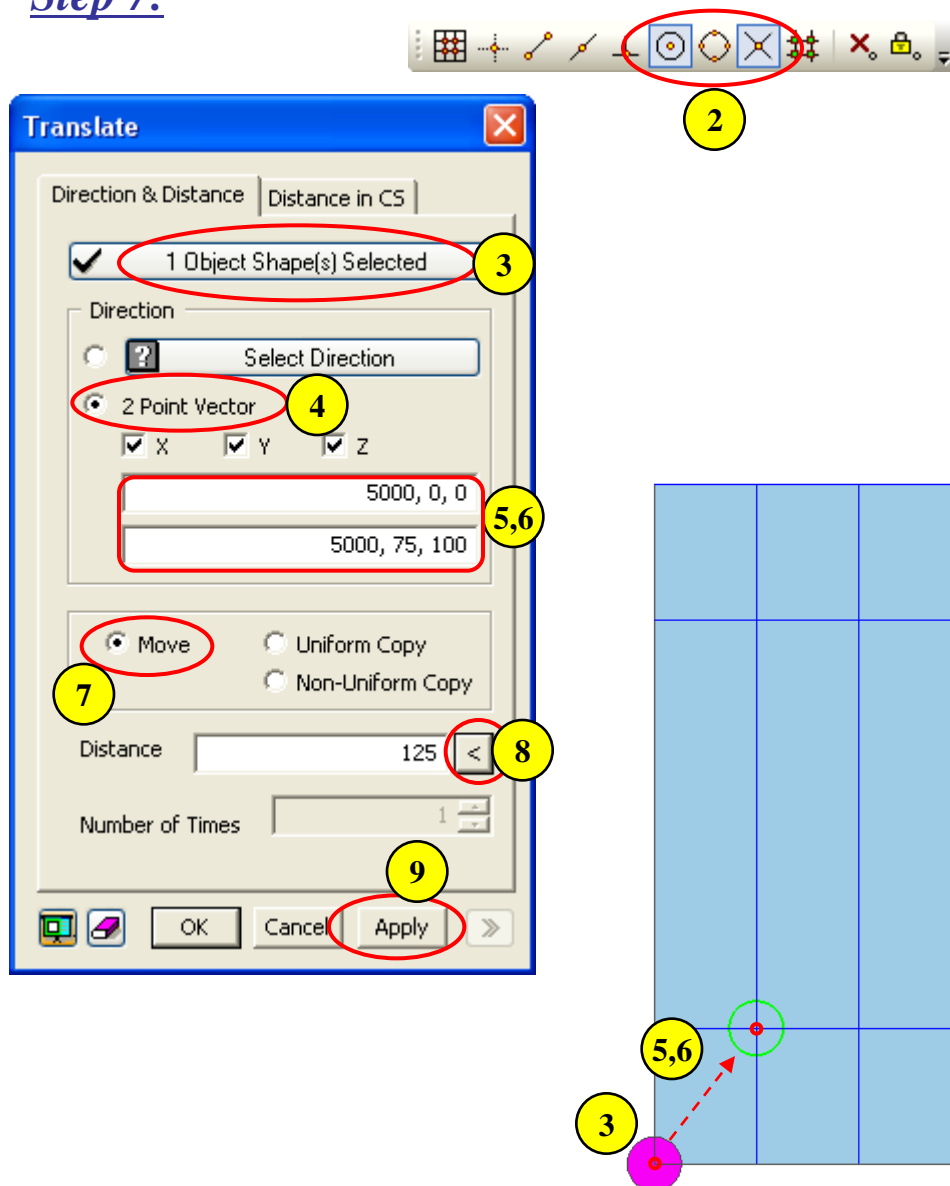 Step 7:
2
Translate
Direction & Distance
Distance in CS
1 Object Shape(s) Selected
3
Direction
?
Select Direction
2 Point Vector
4
X
Y
Z
5000, 0, 0
5,6
5000, 75, 100
Move
Uniform Copy
Non-Uniform Copy
7
Distance
125
<
8
Number of Times
1
9
OK
Cancel
Apply
5,6
3